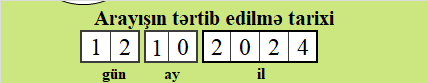 Arayışın tərtib edilmə tarixi
1 2 1 0 2 0 2 4
gün ay il